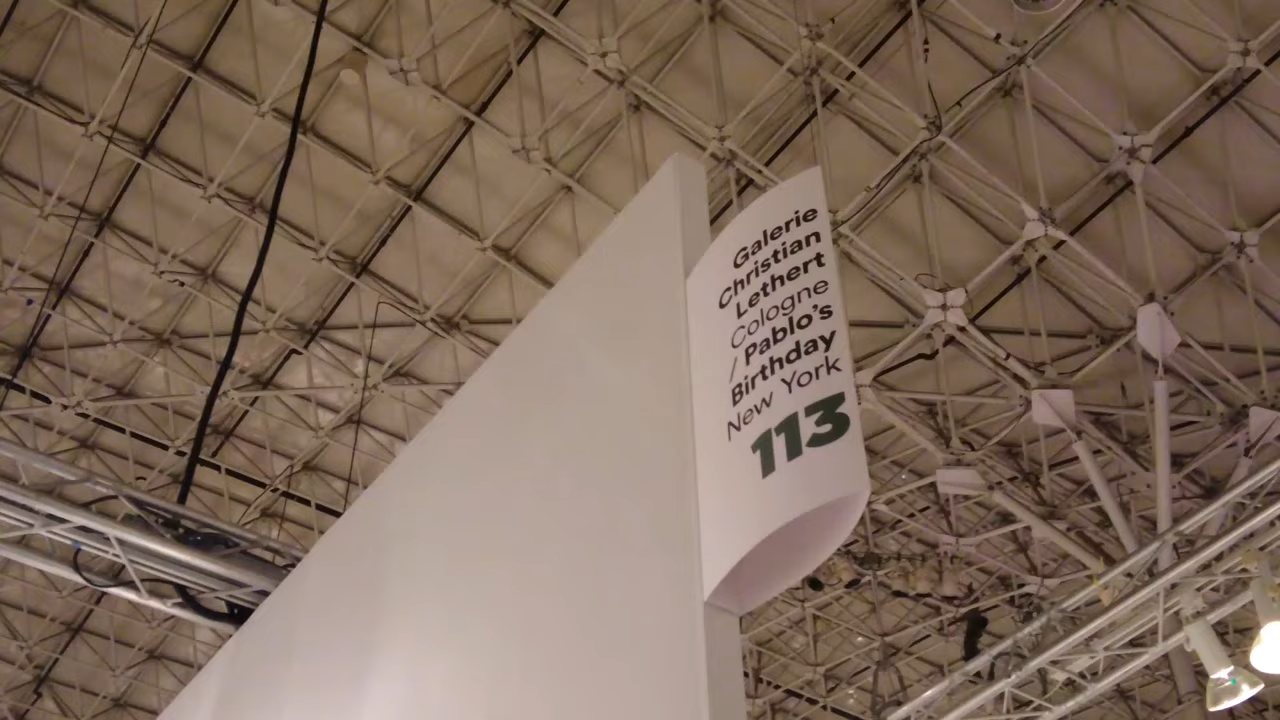 Galerie
Christian
Lethert
Cologne
/ Pablo's
Birthday
New York
113